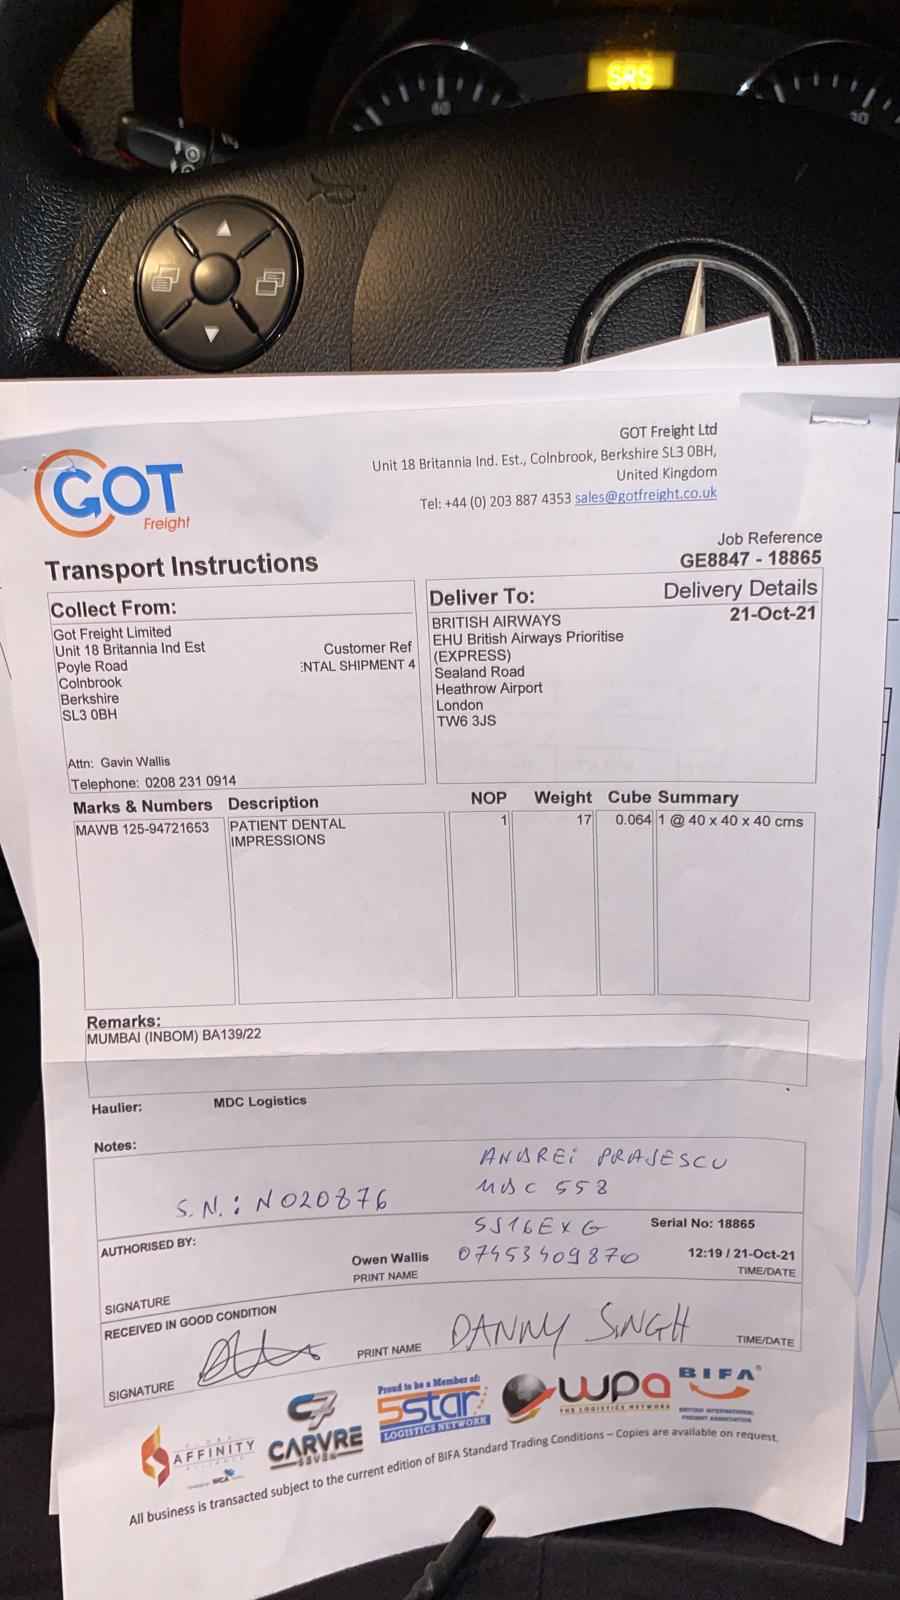 SRS
60
30
GOT
Freight
GOT Freight Ltd
Unit 18 Britannia Ind. Est., Colnbrook, Berkshire SL3 0BH,
United Kingdom
Tel: +44 (0) 203 887 4353 sales@gotfreight.co.uk
Job Reference
GE8847 - 18865
Transport Instructions
Collect From:
Got Freight Limited
Unit 18 Britannia Ind Est
Poyle Road
Colnbrook
Berkshire
SL3 0BH
Customer Ref
ENTAL SHIPMENT 4
Attn: Gavin Wallis
Telephone: 0208 231 0914
Deliver To:
Delivery Details
21-Oct-21
BRITISH AIRWAYS
EHU British Airways Prioritise
(EXPRESS)
Sealand Road
Heathrow Airport
London
TW6 3JS
Marks & Numbers Description NOP Weight Cube Summary
MAWB 125-94721653 PATIENT DENTAL 1 17 0.064 1 @ 40 x 40 x 40 cms
IMPRESSIONS
Remarks:
MUMBAI (INBOM) BA139/22
Haulier: MDC Logistics
Notes:
ANDREI PRAJESCU
S.N.: N020876
MDC 558
SJ16EXG
Serial No: 18865
AUTHORISED BY:
Owen Wallis
07453409870
12:19 / 21-Oct-21
PRINT NAME
TIME/DATE
SIGNATURE
RECEIVED IN GOOD CONDITION
PRINT NAME
DANNY SINGH
TIME/DATE
SIGNATURE
AFFINITY
WCA
C7
CARVRE
SEVEN
Proud to be a Member of:
5star
LOGISTICS NETWORK
wpa
THE LOGISTICS NETWORK
BIFA
BRITISH INTERNATIONAL
FREIGHT ASSOCIATION
All business is transacted subject to the current edition of BIFA Standard Trading Conditions – Copies are available on request.